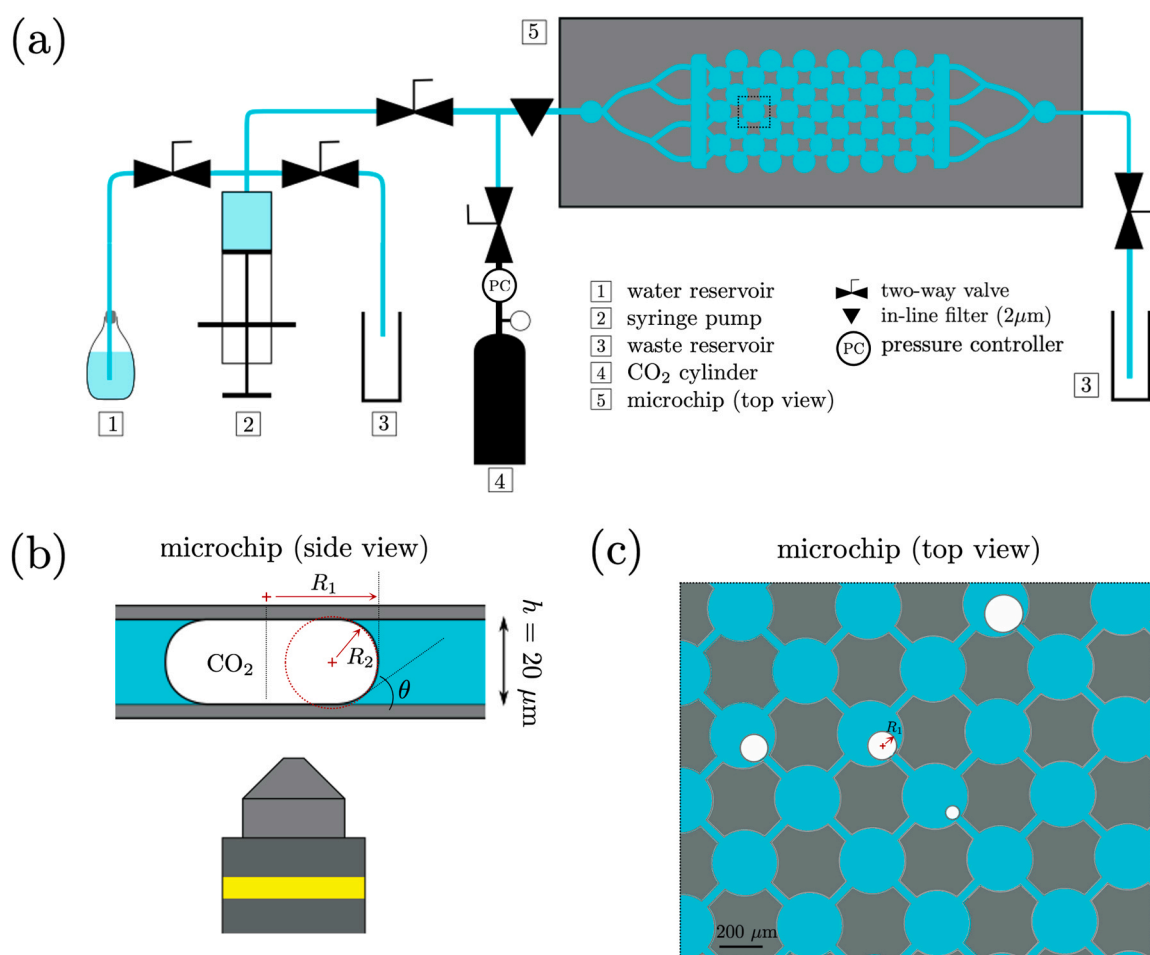 (a)
5
PC
1
2
3
4
3
1 water reservoir
2 syringe pump
3 waste reservoir
4 CO₂ cylinder
5 microchip (top view)
two-way valve
in-line filter (2μm)
PC pressure controller
(b)
microchip (side view)
R₁
CO₂
R₂
θ
h = 20 μm
(c)
microchip (top view)
R₁
200 μm